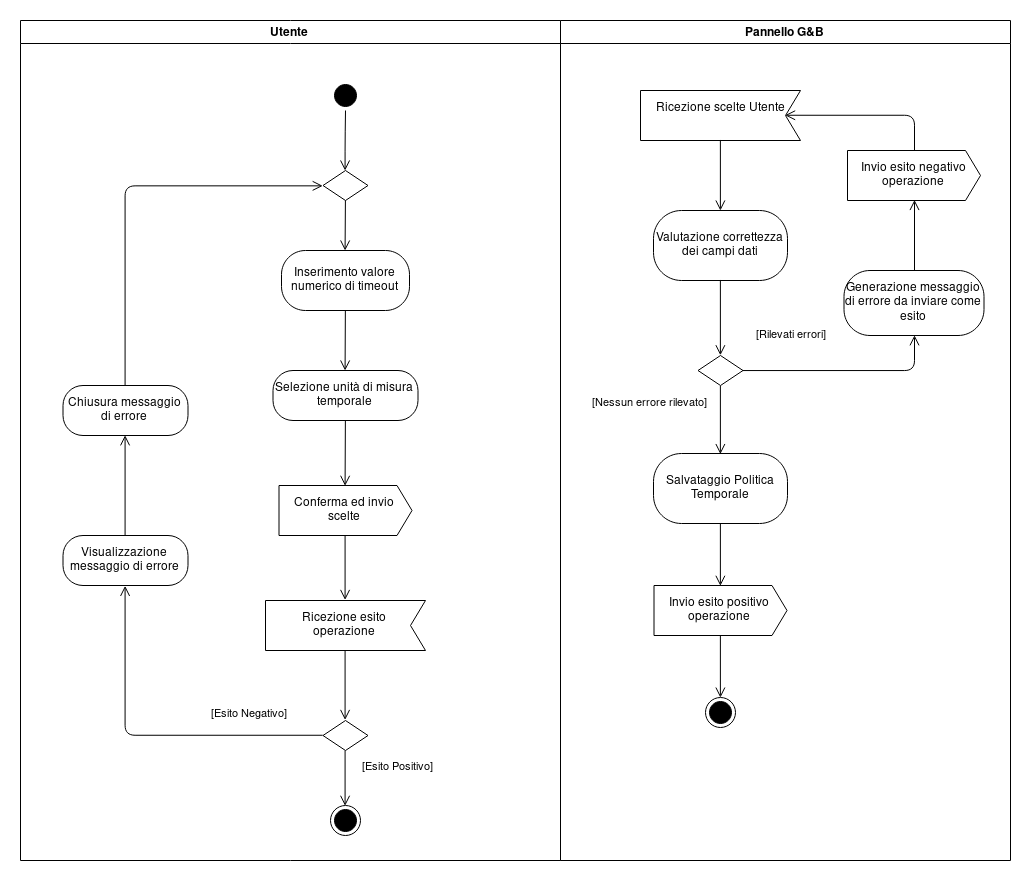 Utente
Pannello G&B
Inserimento valore
numerico di timeout
Selezione unità di misura
temporale
Conferma ed invio
scelte
Ricezione esito
operazione
[Esito Negativo]
[Esito Positivo]
Visualizzazione
messaggio di errore
Chiusura messaggio
di errore
Ricezione scelte Utente
Valutazione correttezza
dei campi dati
[Rilevati errori]
[Nessun errore rilevato]
Generazione messaggio
di errore da inviare come
esito
Invio esito negativo
operazione
Salvataggio Politica
Temporale
Invio esito positivo
operazione